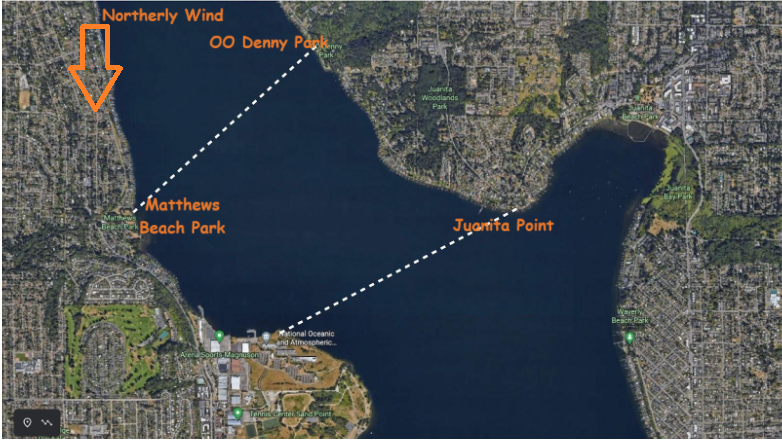 Northerly Wind
OO Denny Park
Denny
Park
Juanita
Woodlands
Park
Juanita
Beach Park
Matthews
Beach Park
Matthews
Beach Park
Juanita
Bay Park
Juanita Point
Waverly
Beach Park
National Oceanic
and Atmospheric...
Arena Sports Magnuson
Tennis Center Sand Point